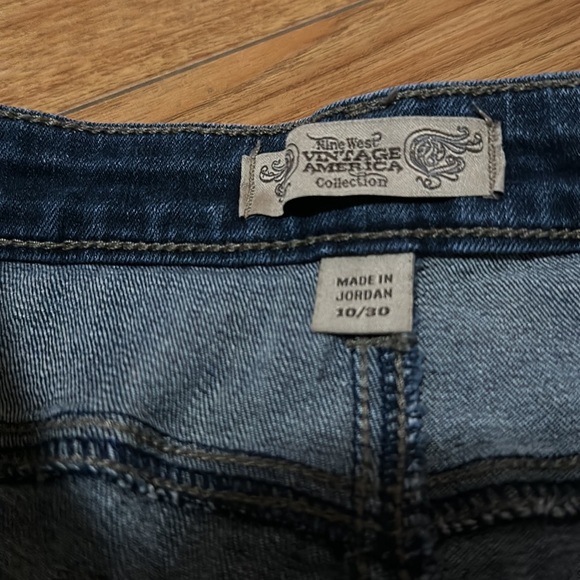 Nine West
VINTAGE
AMERICA
Collection
MADE IN
JORDAN
10/30